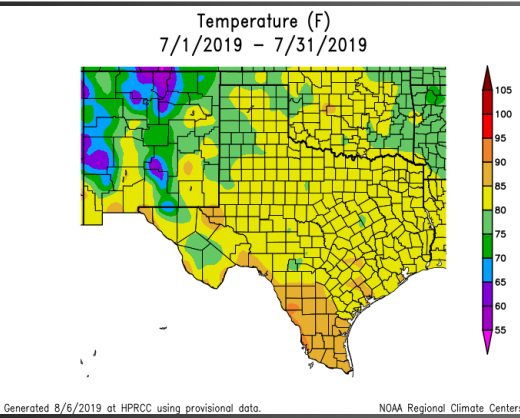 Temperature (F)
7/1/2019 – 7/31/2019
105
100
95
90
85
80
75
70
65
60
55
Generated 8/6/2019 at HPRCC using provisional data.
NOAA Regional Climate Centers